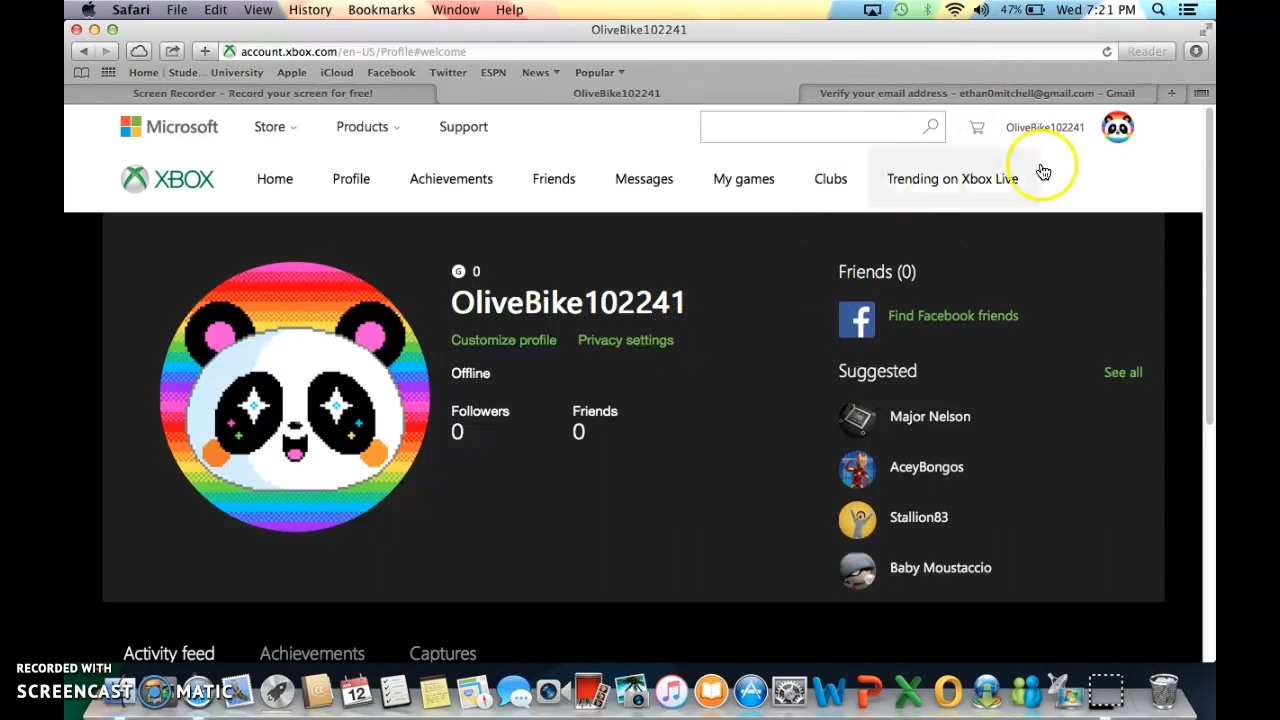 Safari File Edit View History Bookmarks Window Help 47% Wed 7:21 PM
OliveBike102241
account.xbox.com/en-US/Profile#welcome Reader
Home | Stude... University Apple iCloud Facebook Twitter ESPN News Popular
Screen Recorder – Record your screen for free! OliveBike102241 Verify your email address – ethan0mitchell@gmail.com – Gmail
Microsoft Store Products Support OliveBike102241
XBOX Home Profile Achievements Friends Messages My games Clubs Trending on Xbox Live
G 0
OliveBike102241
Customize profile Privacy settings
Offline
Followers Friends
0 0
Friends (0)
Find Facebook friends
Suggested See all
Major Nelson
AceyBongos
Stallion83
Baby Moustaccio
Activity feed Achievements Captures
RECORDED WITH
SCREENCAST MATIC
12
W P X O